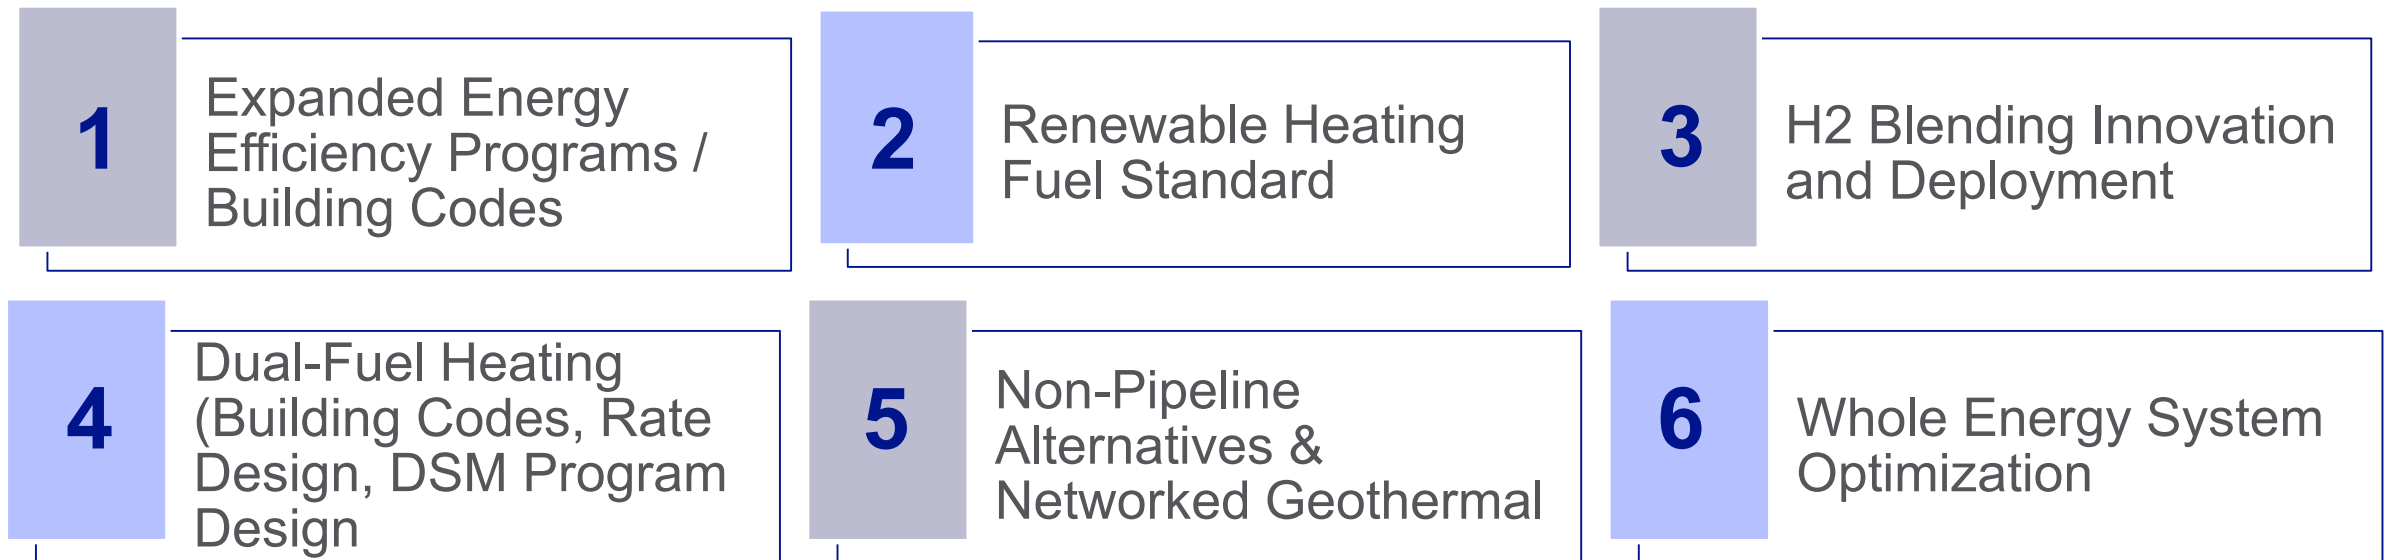 1
Expanded Energy
Efficiency Programs /
Building Codes
2
Renewable Heating
Fuel Standard
3
H2 Blending Innovation
and Deployment
4
Dual-Fuel Heating
(Building Codes, Rate
Design, DSM Program
Design
5
Non-Pipeline
Alternatives &
Networked Geothermal
6
Whole Energy System
Optimization